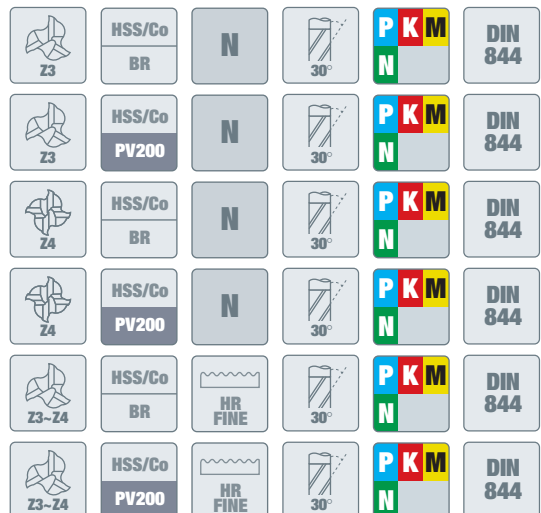 Z3 HSS/Co BR N 30° P K M N DIN 844
Z3 HSS/Co PV200 N 30° P K M N DIN 844
Z4 HSS/Co BR N 30° P K M N DIN 844
Z4 HSS/Co PV200 N 30° P K M N DIN 844
Z3~Z4 HSS/Co BR HR FINE 30° P K M N DIN 844
Z3~Z4 HSS/Co PV200 HR FINE 30° P K M N DIN 844